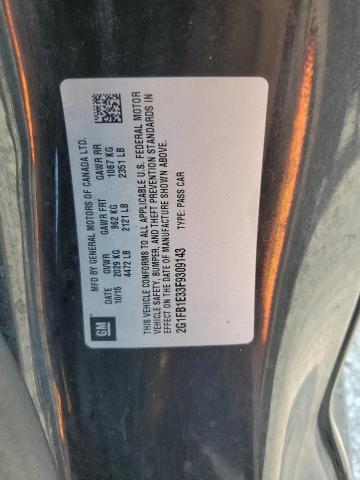 GM
MFD BY GENERAL MOTORS OF CANADA LTD.
10/15 GVWR GAWR FRT GAWR RR
2029 KG 962 KG 1067 KG
4472 LB 2121 LB 2351 LB
THIS VEHICLE CONFORMS TO ALL APPLICABLE U.S. FEDERAL MOTOR
VEHICLE SAFETY, BUMPER, AND THEFT PREVENTION STANDARDS IN
EFFECT ON THE DATE OF MANUFACTURE SHOWN ABOVE.
2G1FB1E33F9309143 TYPE: PASS CAR